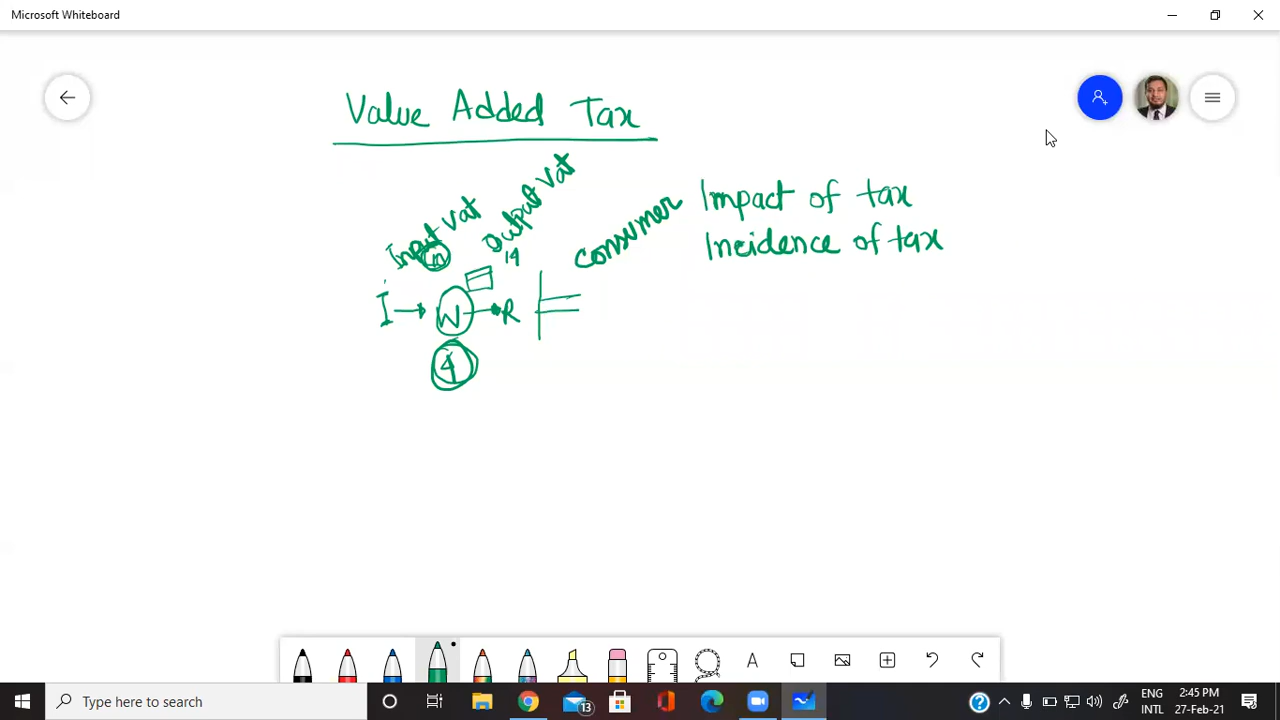 Microsoft Whiteboard
Value Added Tax
Input Vat
Output Vat
14
consumer
Impact of tax
Incidence of tax
I W R
4
A
Type here to search
13
ENG
INTL
2:45 PM
27-Feb-21